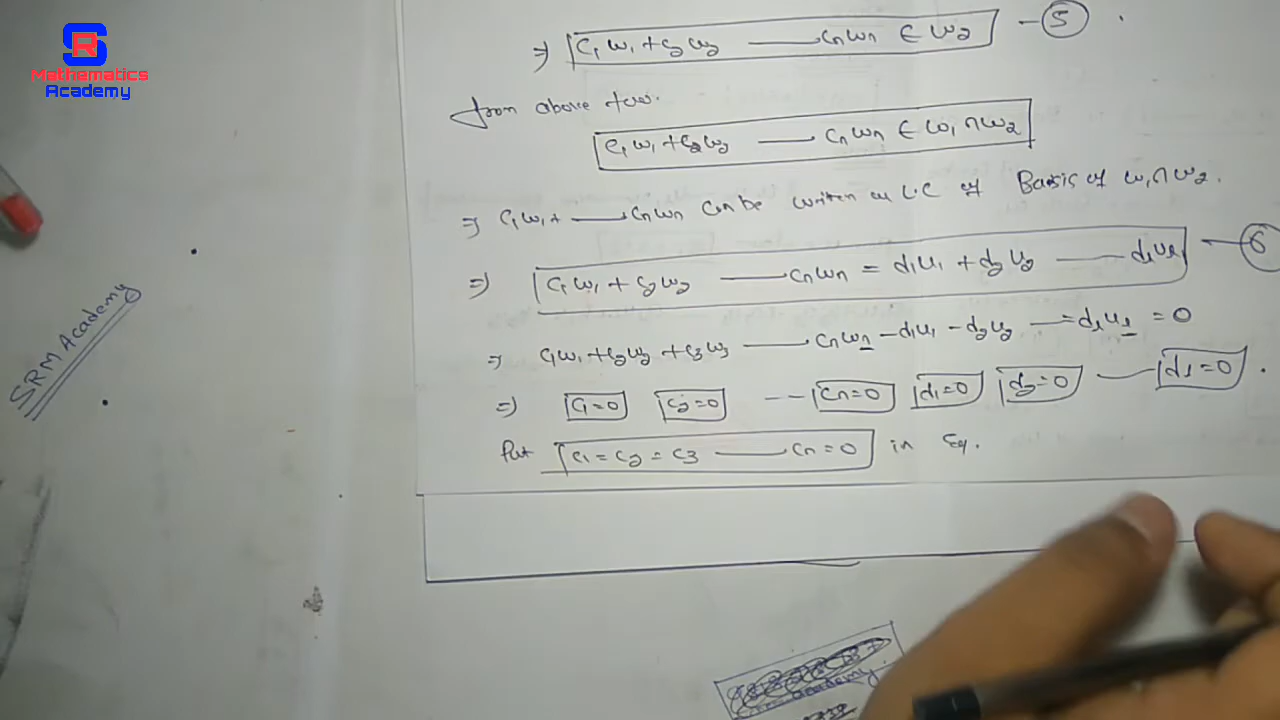 SR
Mathematics
Academy
⇒ C₁w₁+C₂w₂ —— Cnwn ∈ W₂ – ⑤
from above two.
C₁w₁+C₂w₂ —— Cnwn ∈ W₁∩W₂
⇒ C₁w₁+ —— Cnwn can be written as L.C of Basis of W₁∩W₂.
⇒ C₁w₁+C₂w₂ —— Cnwn = d₁u₁+d₂u₂ —— dₗuₗ – ⑥
⇒ C₁w₁+C₂w₂+C₃w₃ —— Cnwn –d₁u₁ –d₂u₂ —— –dₗuₗ = 0
⇒ C₁=0 C₂=0 --- Cn=0 d₁=0 d₂=0 —— dₗ=0.
Put C₁=C₂=C₃ —— Cn=0 in Eq.
SRM Academy
Academy